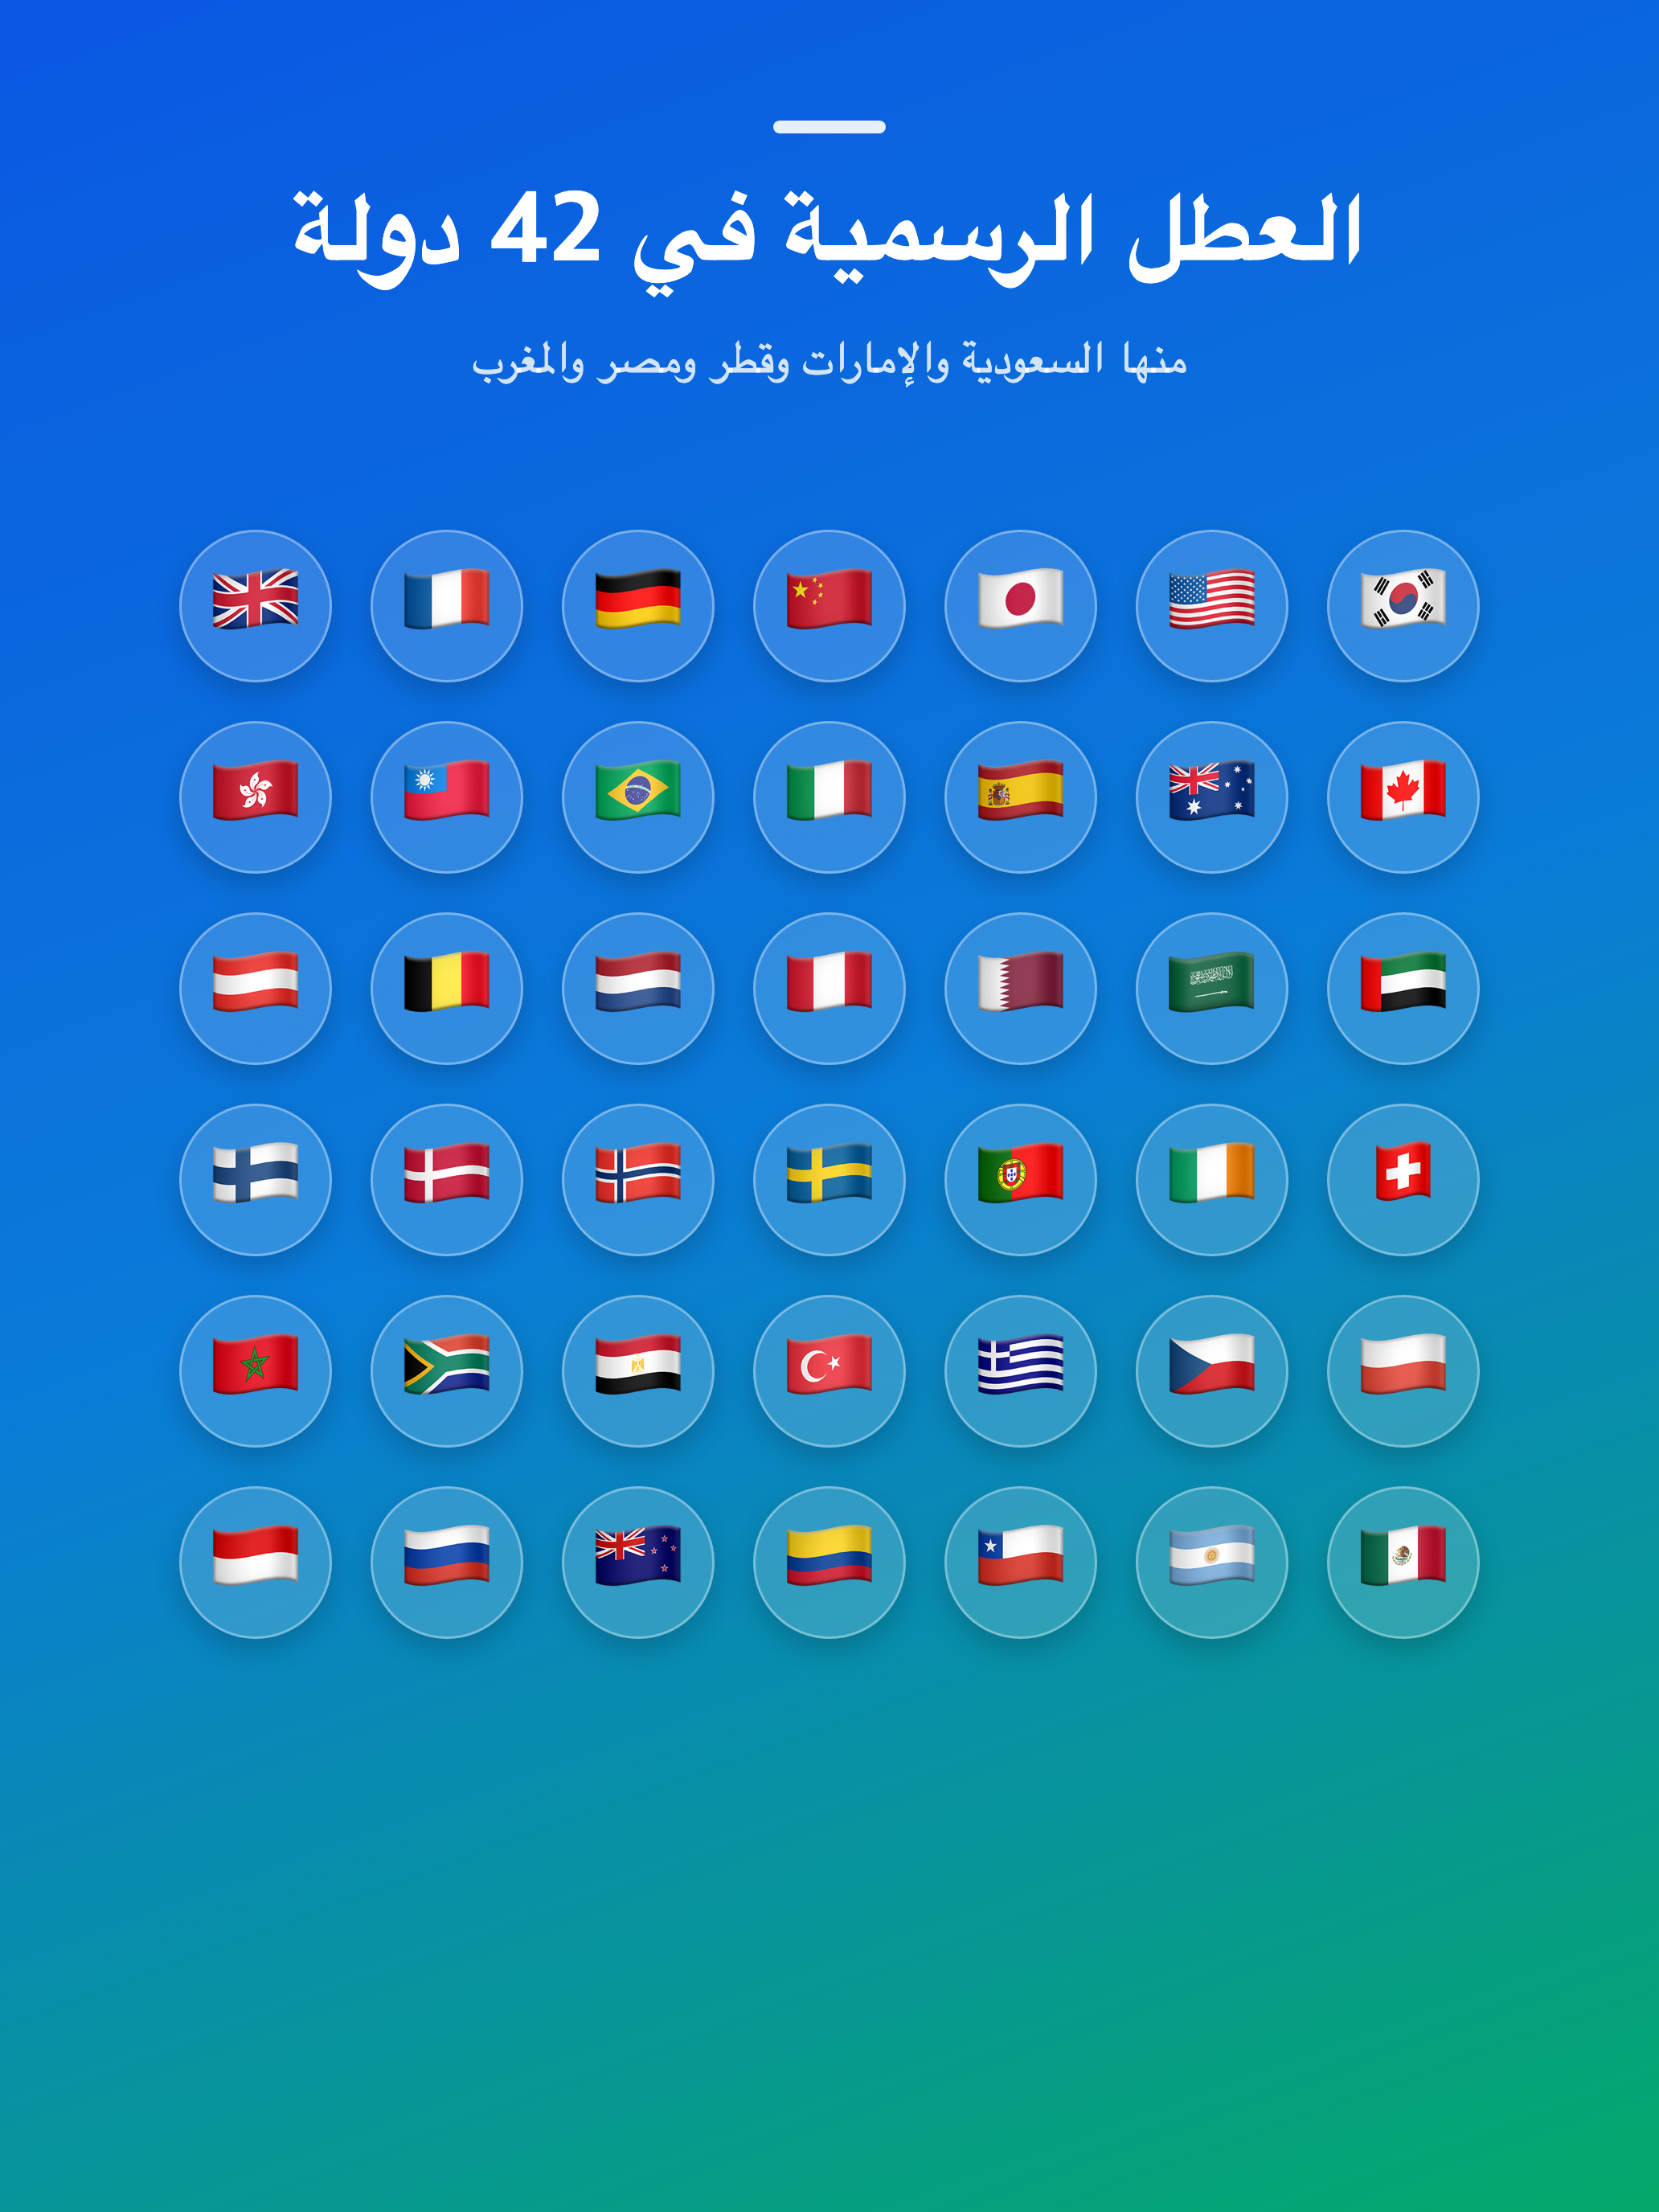 العطل الرسمية في 42 دولة
منها السعودية والإمارات وقطر ومصر والمغرب